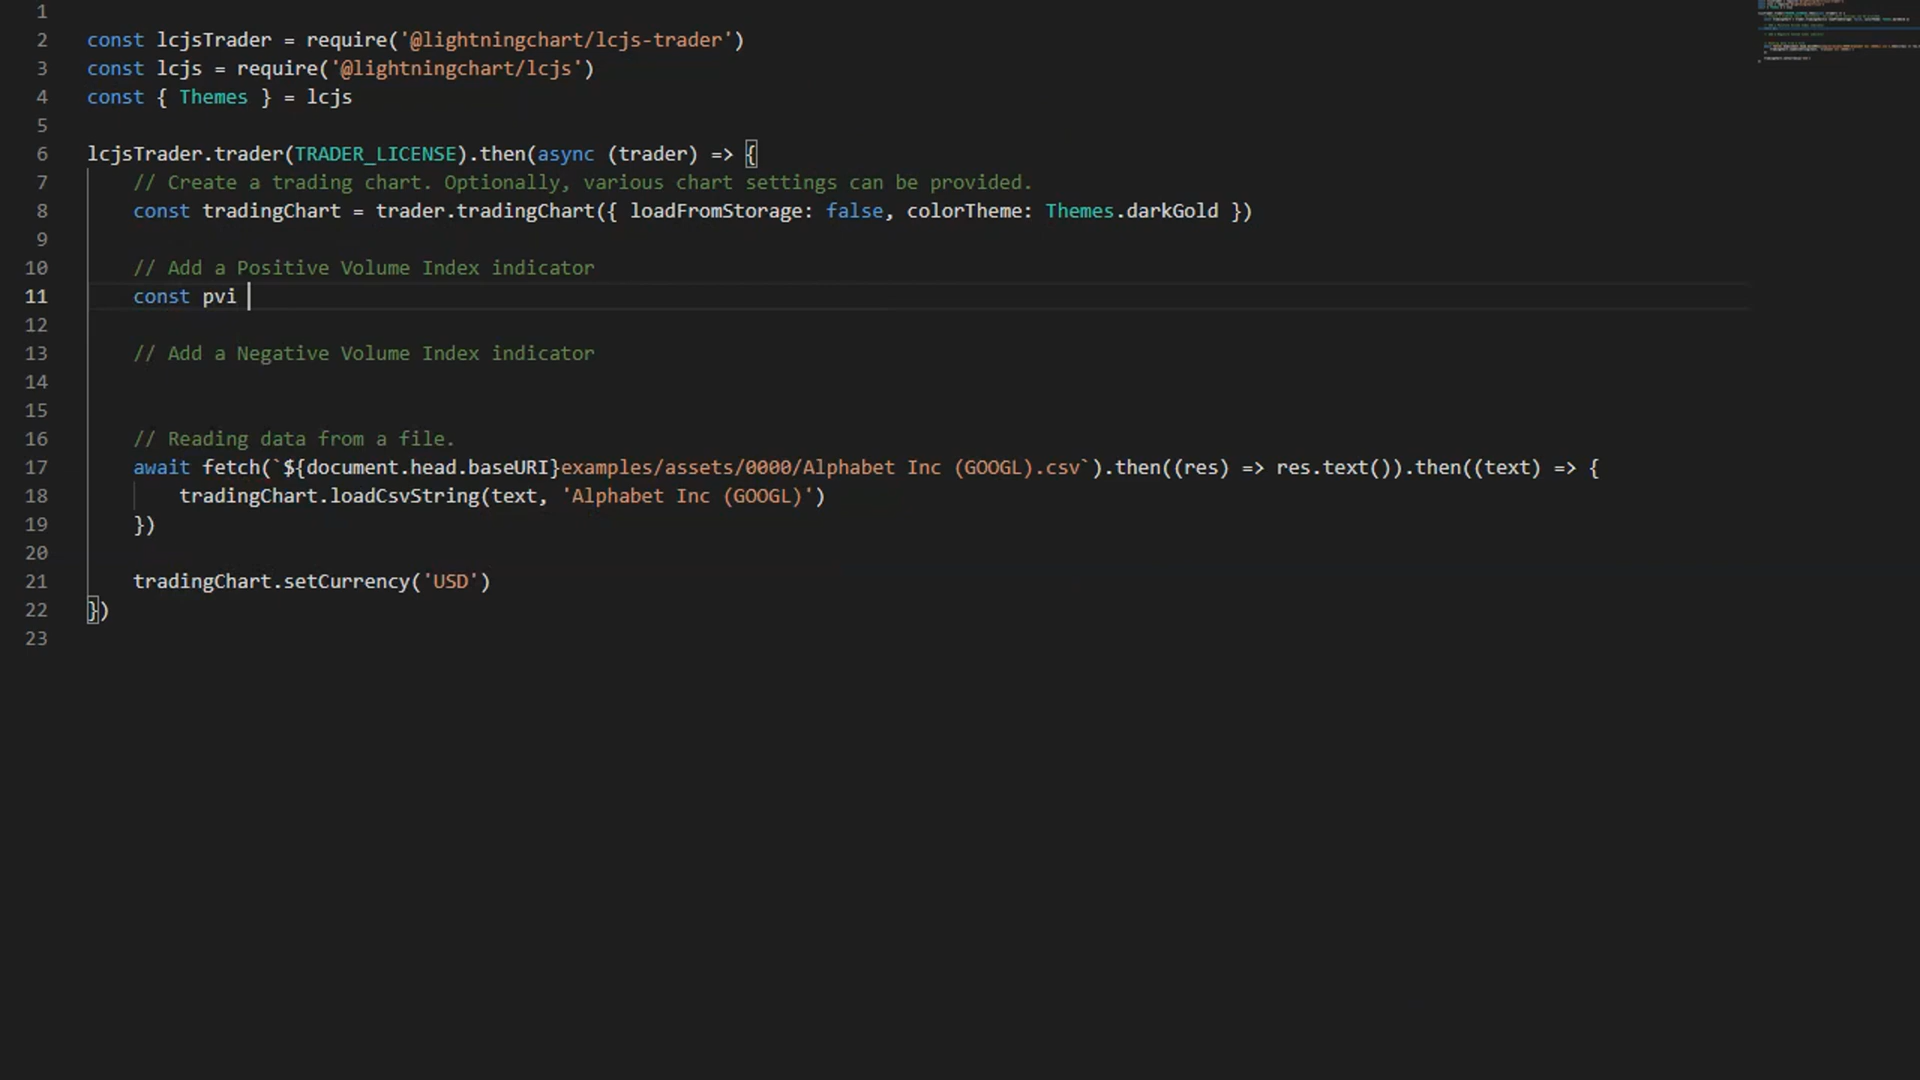 1
2 const lcjsTrader = require('@lightningchart/lcjs-trader')
3 const lcjs = require('@lightningchart/lcjs')
4 const { Themes } = lcjs
5
6 lcjsTrader.trader(TRADER_LICENSE).then(async (trader) => {
7     // Create a trading chart. Optionally, various chart settings can be provided.
8     const tradingChart = trader.tradingChart({ loadFromStorage: false, colorTheme: Themes.darkGold })
9
10     // Add a Positive Volume Index indicator
11     const pvi
12
13     // Add a Negative Volume Index indicator
14
15
16     // Reading data from a file.
17     await fetch(`${document.head.baseURI}examples/assets/0000/Alphabet Inc (GOOGL).csv`).then((res) => res.text()).then((text) => {
18         tradingChart.loadCsvString(text, 'Alphabet Inc (GOOGL)')
19     })
20
21     tradingChart.setCurrency('USD')
22 })
23